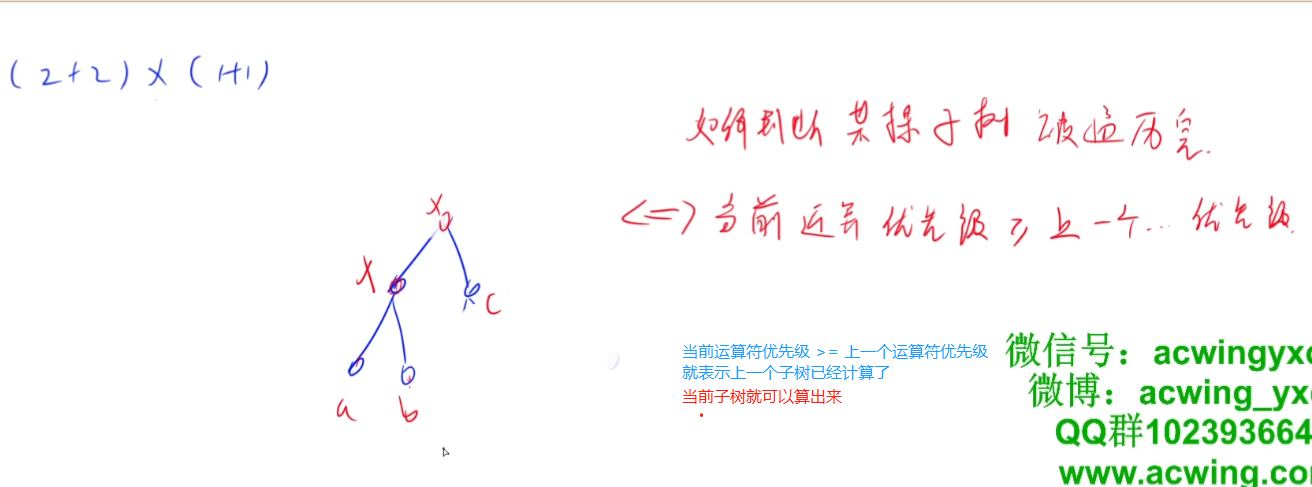 (2+2)×(1+1)
如何判断某棵子树被遍历完.
<=>当前运算优先级≥上一个...优先级
×
×
c
a
b
当前运算符优先级 >= 上一个运算符优先级
就表示上一个子树已经计算了
当前子树就可以算出来
微信号：acwingyxc
微博：acwing_yxc
QQ群102393664
www.acwing.co